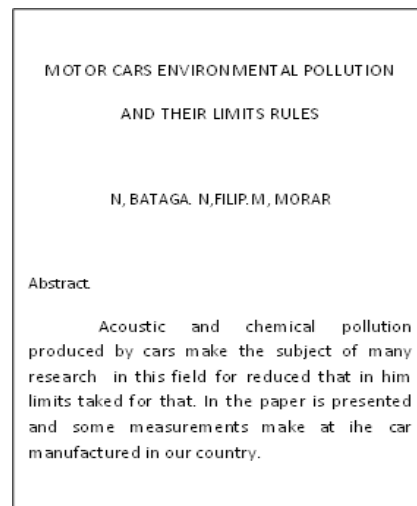 MOTOR CARS ENVIRONMENTAL POLLUTION
AND THEIR LIMITS RULES
N, BATAGA. N,FILIP.M, MORAR
Abstract.
Acoustic and chemical pollution
produced by cars make the subject of many
research in this field for reduced that in him
limits taked for that. In the paper is presented
and some measurements make at ihe car
manufactured in our country.